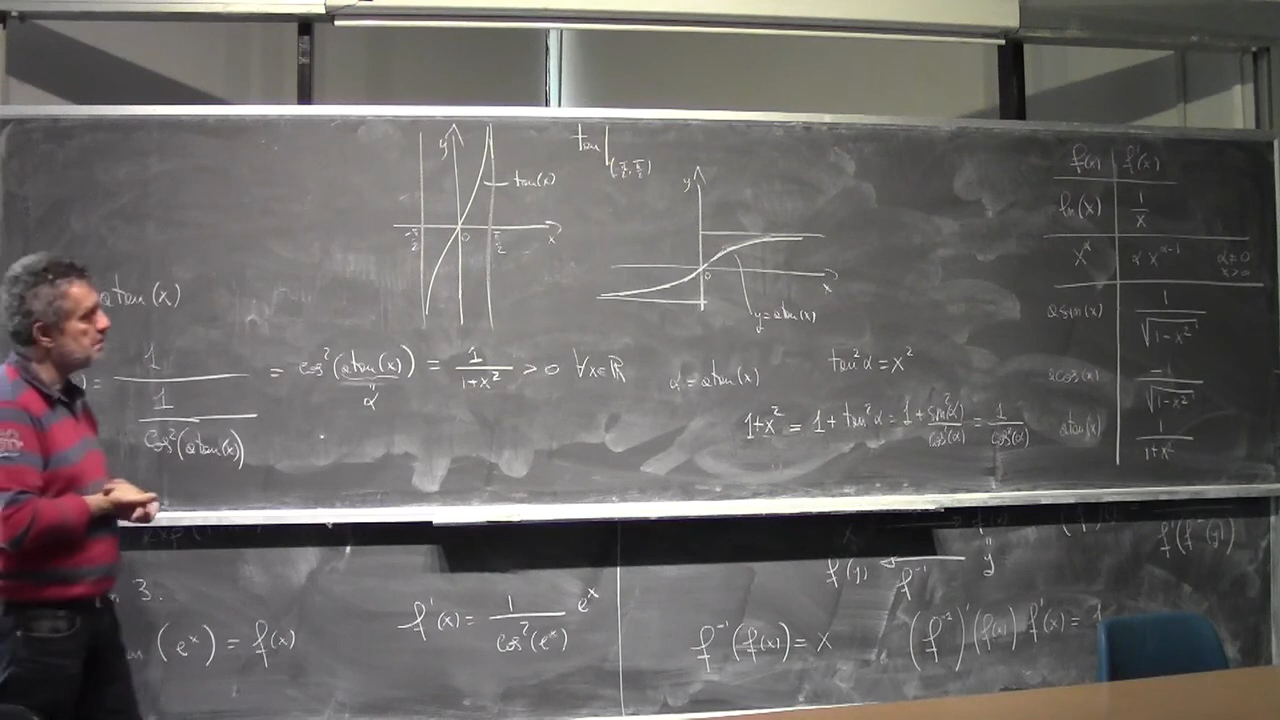 y
tan(x)
-π/2
0
π/2
x
tan|(-π/2, π/2)
y
0
x
y = atan(x)
f(x) f'(x)
ln(x) 1/x
x^α α x^(α-1) α≠0 x>0
asin(x) 1/√(1-x²)
acos(x) -1/√(1-x²)
atan(x) 1/(1+x²)
atan(x)
) = 1/(1/cos²(atan(x))) = cos²(atan(x)) = 1/(1+x²) > 0 ∀x∈ℝ
"
α
α = atan(x) tan²α = x²
1+x² = 1+tan²α = 1+ sin²(α)/cos²(α) = 1/cos²(α)
3.
(e^x) = f(x)
f'(x) = 1/cos²(e^x) e^x
f(y) f^-1 y
f'(f^-1(y))
f^-1(f(x)) = x
(f^-1)'(f(x)) f'(x) = 1